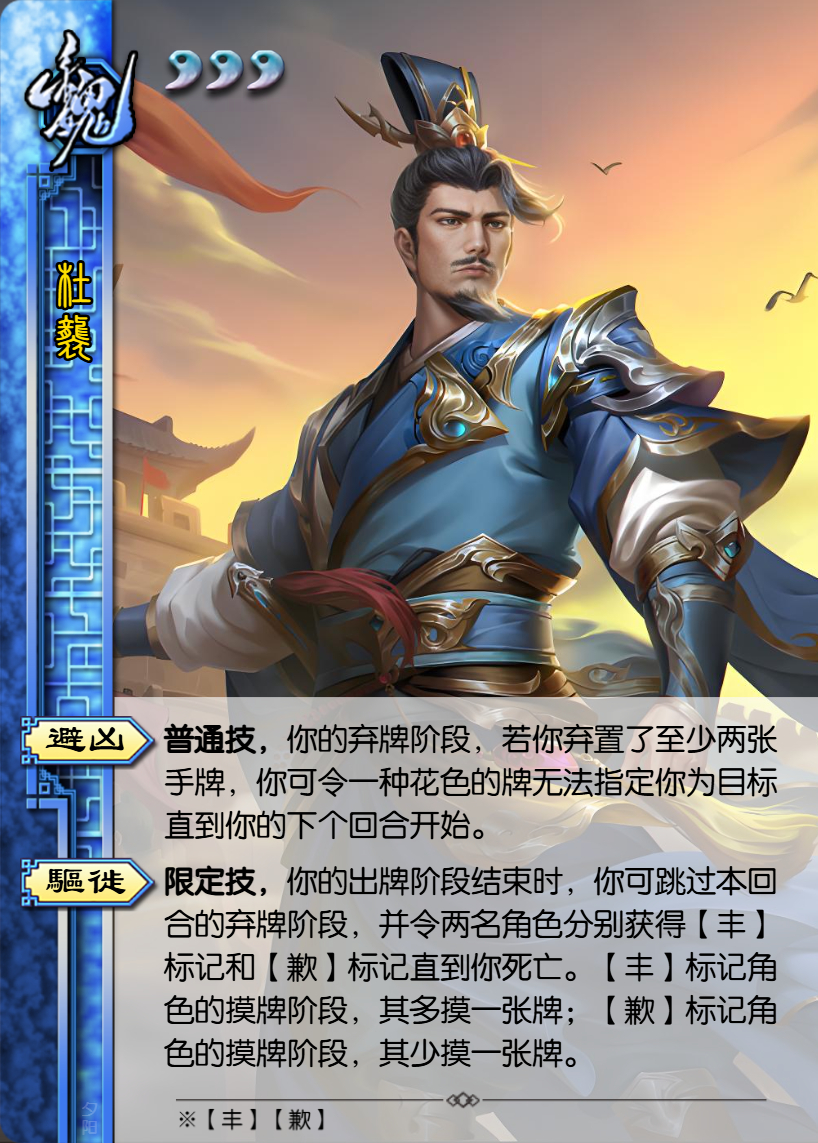 魏
杜襲
避凶
普通技，你的弃牌阶段，若你弃置了至少两张
手牌，你可令一种花色的牌无法指定你为目标
直到你的下个回合开始。
驅徙
限定技，你的出牌阶段结束时，你可跳过本回
合的弃牌阶段，并令两名角色分别获得【丰】
标记和【歉】标记直到你死亡。【丰】标记角
色的摸牌阶段，其多摸一张牌；【歉】标记角
色的摸牌阶段，其少摸一张牌。
※【丰】【歉】
夕阳